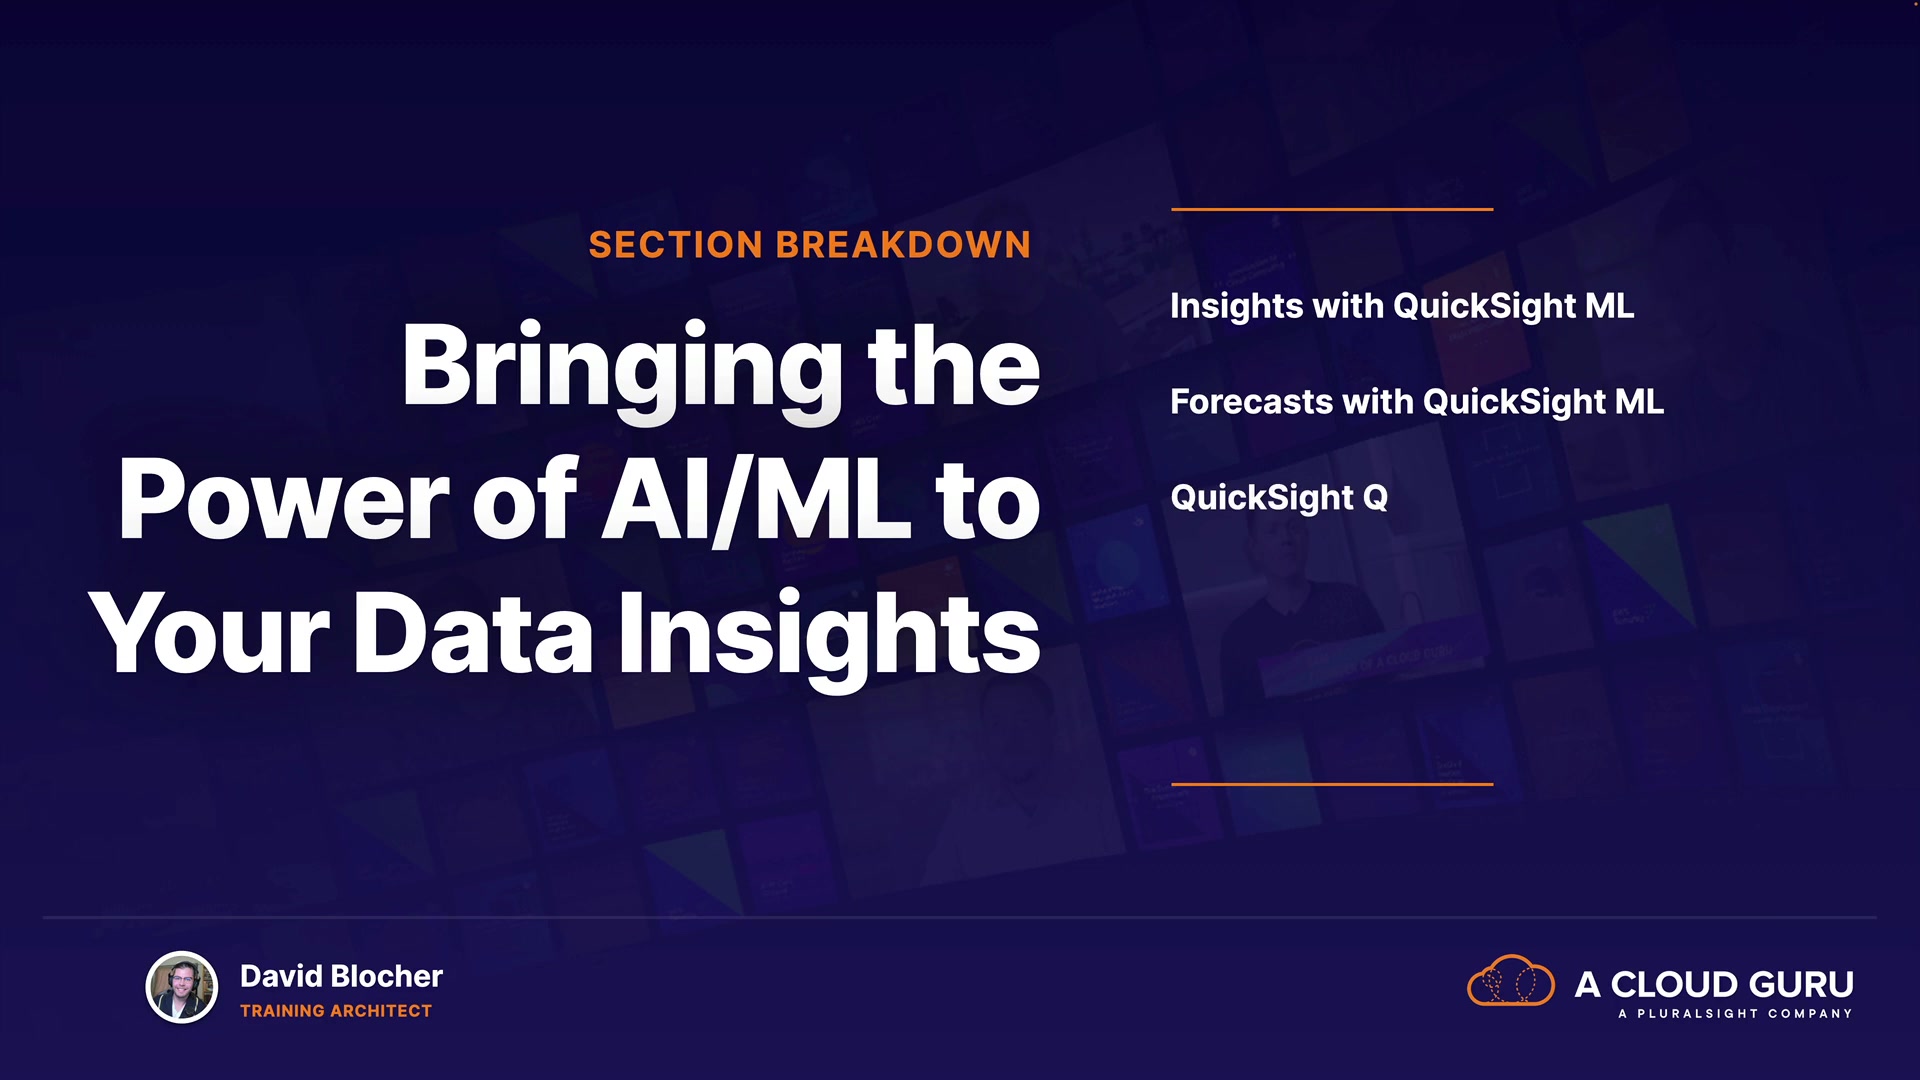 SECTION BREAKDOWN
Bringing the
Power of AI/ML to
Your Data Insights
Insights with QuickSight ML
Forecasts with QuickSight ML
QuickSight Q
David Blocher
TRAINING ARCHITECT
A CLOUD GURU
A PLURALSIGHT COMPANY